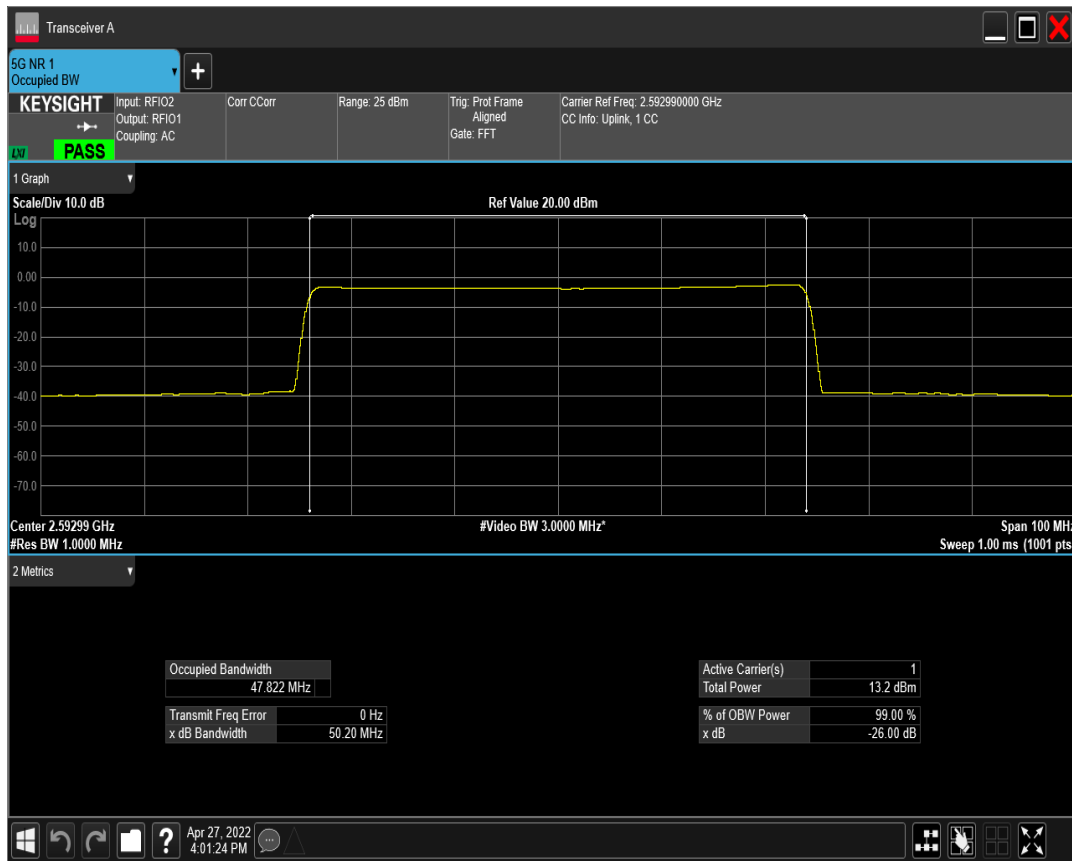 Transceiver A
5G NR 1
Occupied BW
KEYSIGHT
Input: RFIO2
Output: RFIO1
Coupling: AC
Corr CCorr
Range: 25 dBm
Trig: Prot Frame
Aligned
Gate: FFT
Carrier Ref Freq: 2.592990000 GHz
CC Info: Uplink, 1 CC
LXI
PASS
1 Graph
Scale/Div 10.0 dB
Ref Value 20.00 dBm
Log
10.0
0.00
-10.0
-20.0
-30.0
-40.0
-50.0
-60.0
-70.0
Center 2.59299 GHz
#Video BW 3.0000 MHz*
Span 100 MHz
#Res BW 1.0000 MHz
Sweep 1.00 ms (1001 pts
2 Metrics
Occupied Bandwidth
47.822 MHz
Transmit Freq Error 0 Hz
x dB Bandwidth 50.20 MHz
Active Carrier(s) 1
Total Power 13.2 dBm
% of OBW Power 99.00 %
x dB -26.00 dB
?
Apr 27, 2022
4:01:24 PM